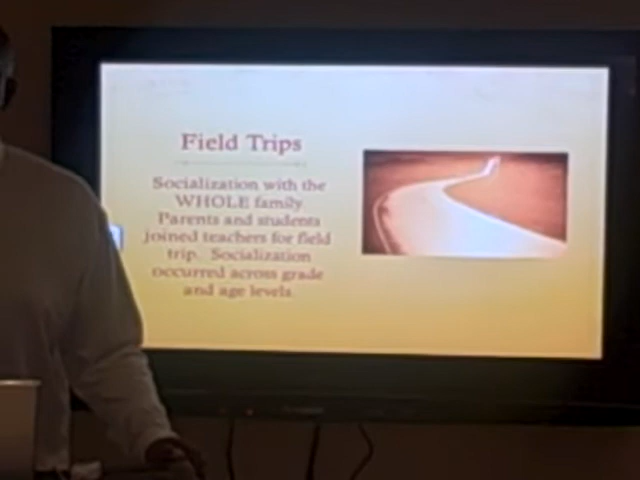 Field Trips
Socialization with the
WHOLE family
Parents and students
joined teachers for field
trip. Socialization
occurred across grade
and age levels.